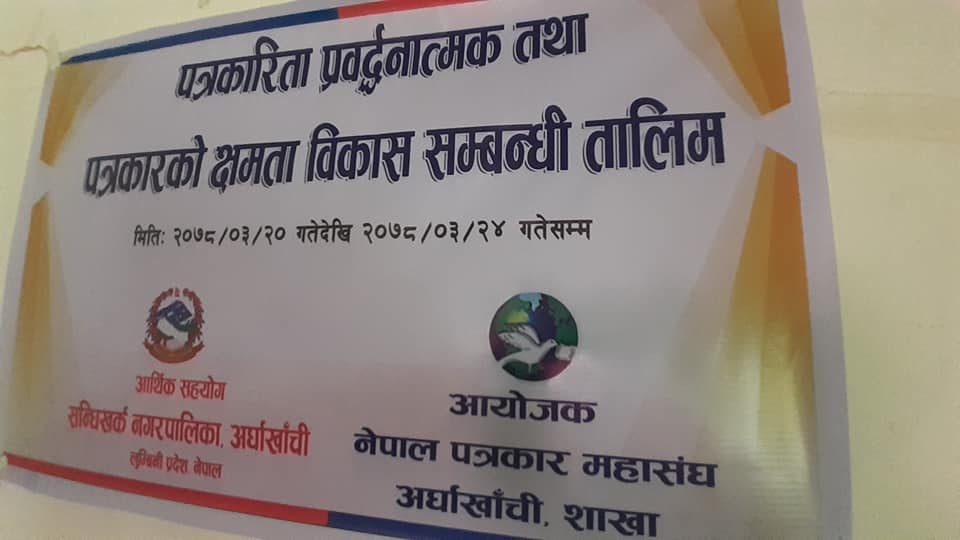 पत्रकारिता प्रवर्द्धनात्मक तथा
पत्रकारको क्षमता विकास सम्बन्धी तालिम
मितिः २०७८/०३/२० गतेदेखि २०७८/०३/२४ गतेसम्म
आर्थिक सहयोग
सन्धिखर्क नगरपालिका, अर्घाखाँची
लुम्बिनी प्रदेश, नेपाल
आयोजक
नेपाल पत्रकार महासंघ
अर्घाखाँची, शाखा